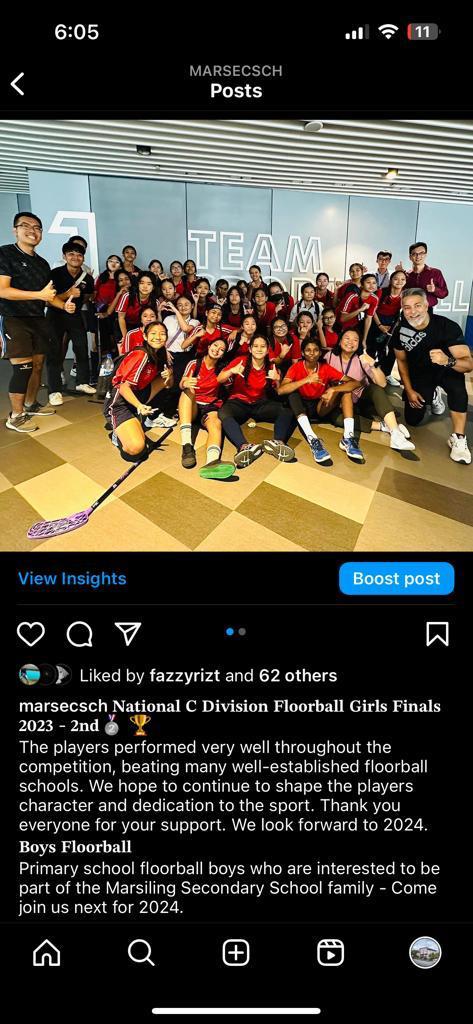 6:05
11
MARSECSCH
Posts
TEAM
adidas
View Insights
Boost post
Liked by fazzyrizt and 62 others
marsecsch National C Division Floorball Girls Finals
2023 - 2nd🥈🏆
The players performed very well throughout the
competition, beating many well-established floorball
schools. We hope to continue to shape the players
character and dedication to the sport. Thank you
everyone for your support. We look forward to 2024.
Boys Floorball
Primary school floorball boys who are interested to be
part of the Marsiling Secondary School family - Come
join us next for 2024.